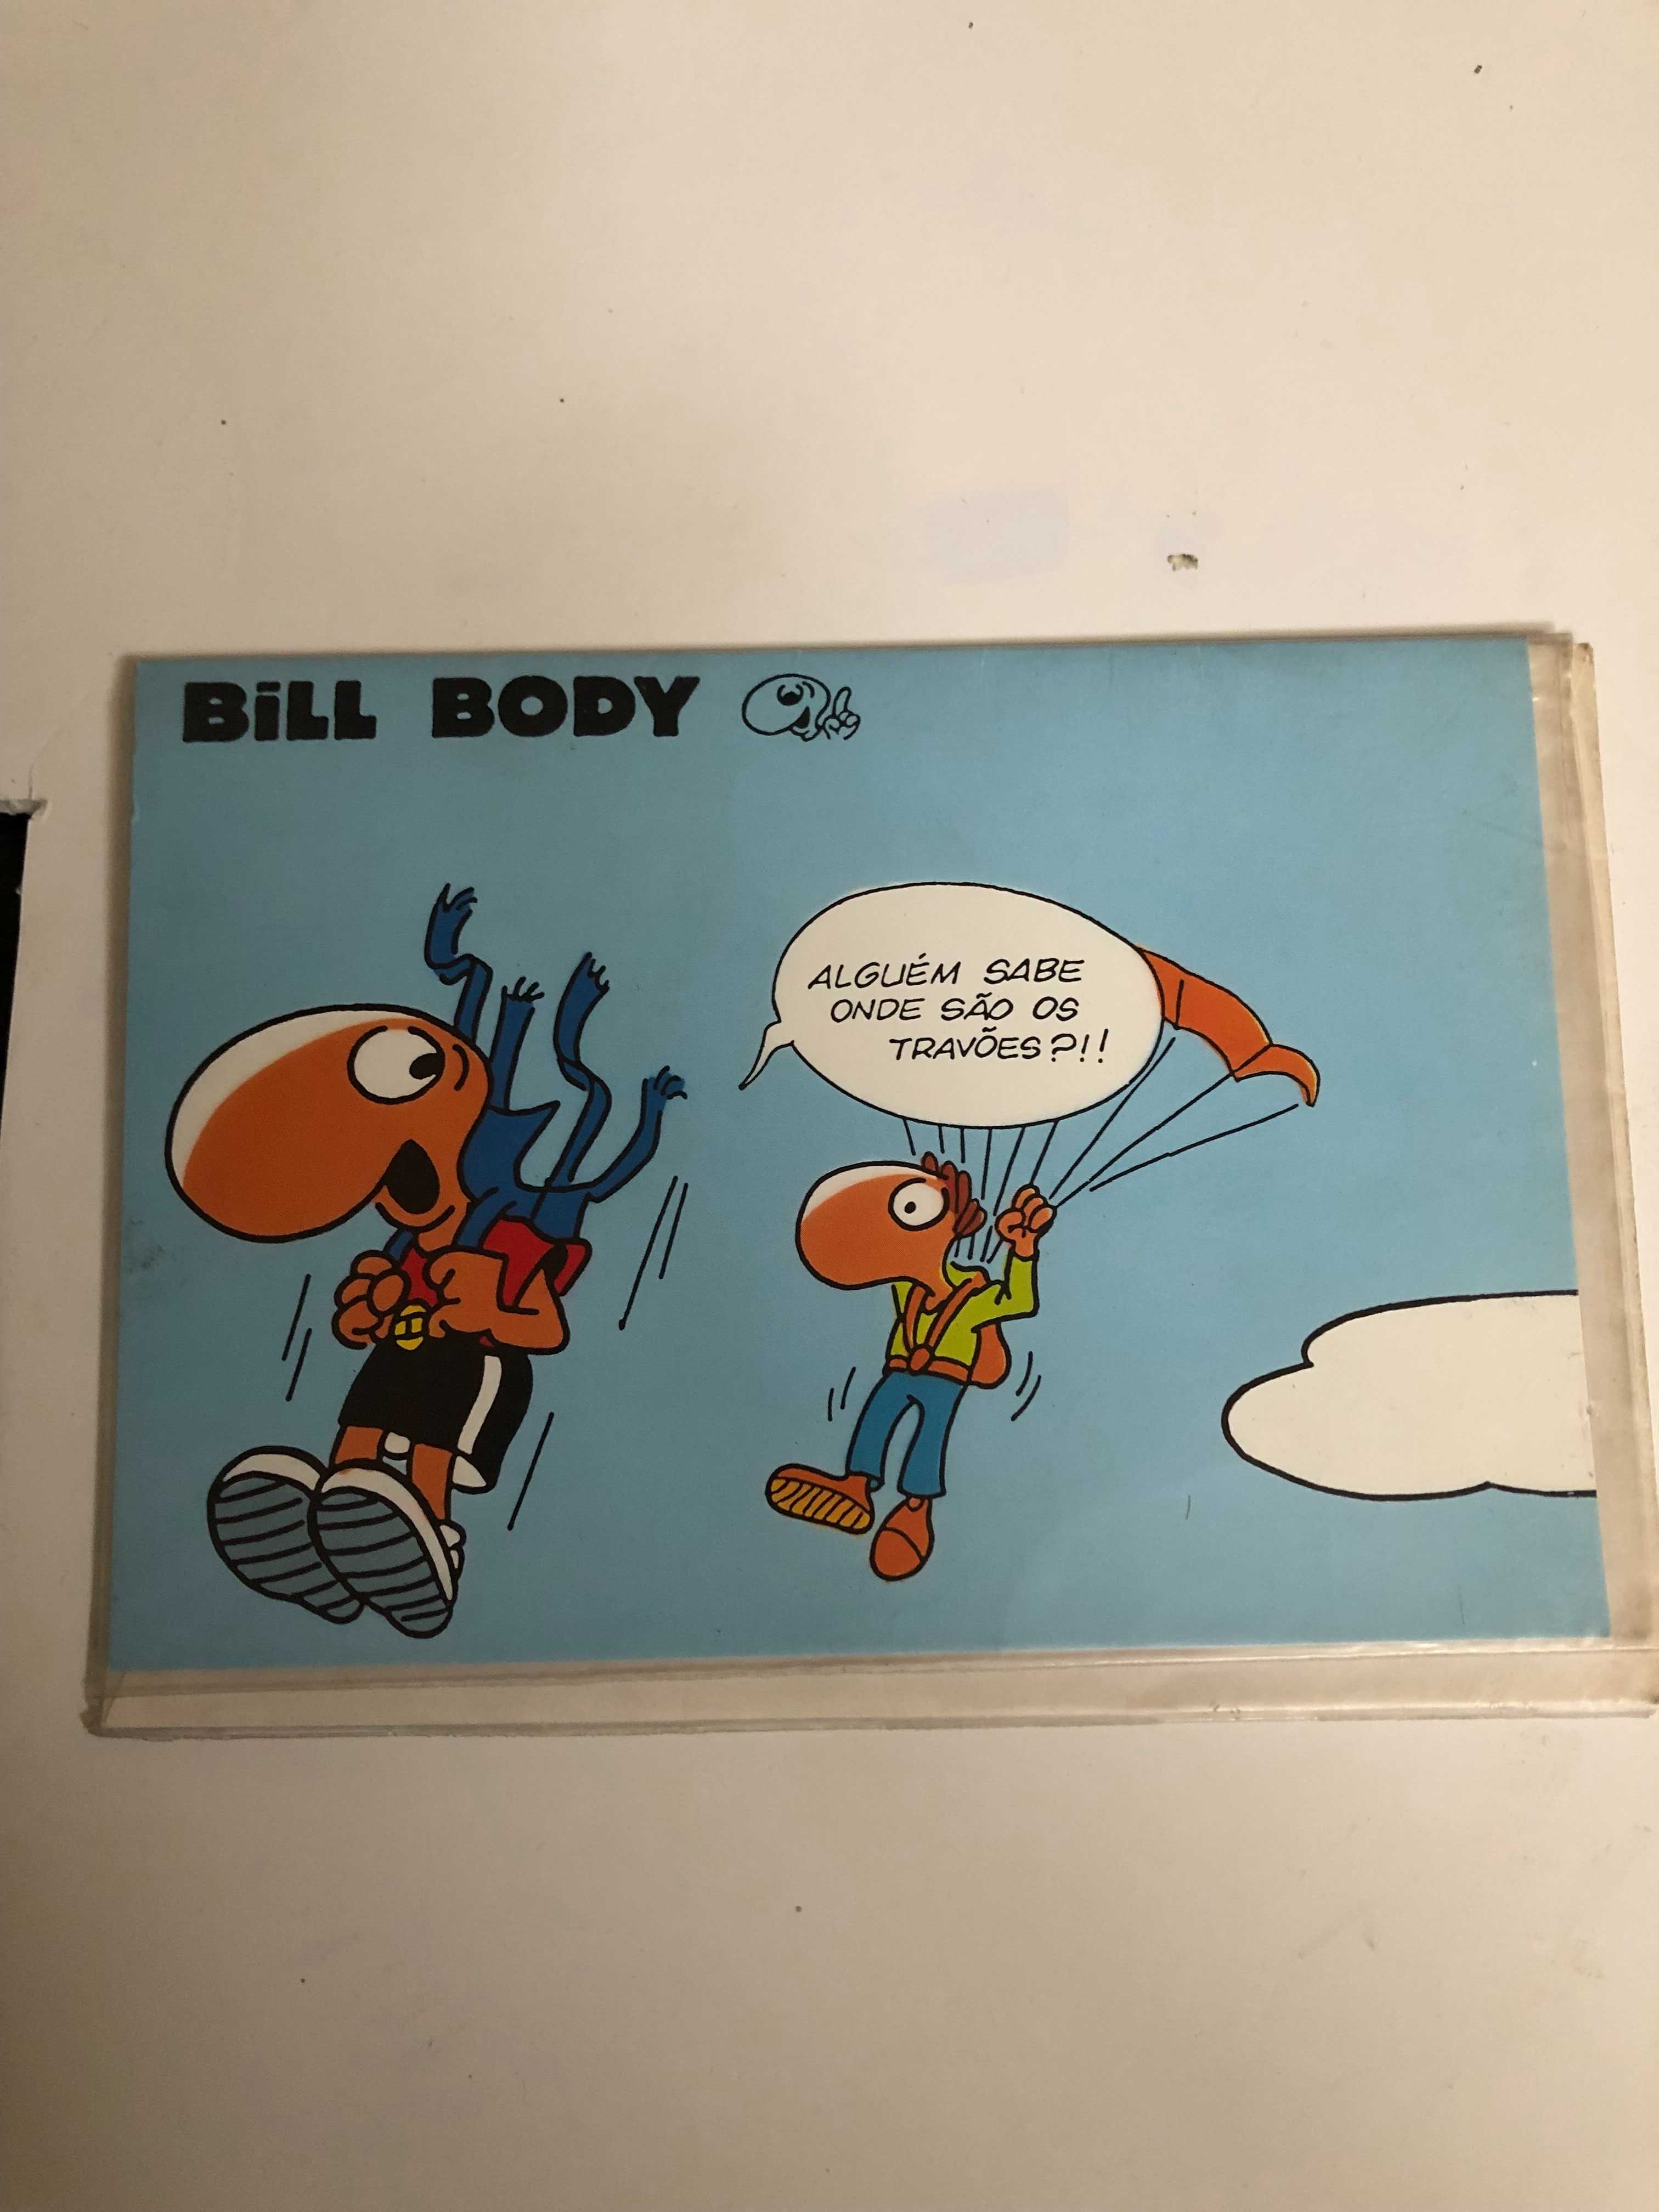 BiLL BODY
ALGUÉM SABE
ONDE SÃO OS
TRAVÕES?!!